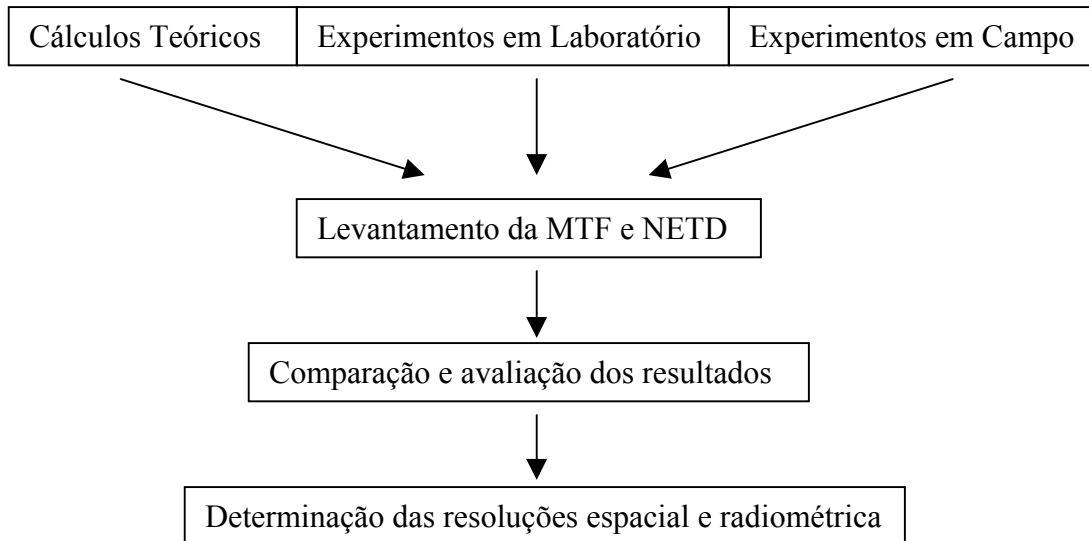 Cálculos Teóricos
Experimentos em Laboratório
Experimentos em Campo
Levantamento da MTF e NETD
Comparação e avaliação dos resultados
Determinação das resoluções espacial e radiométrica